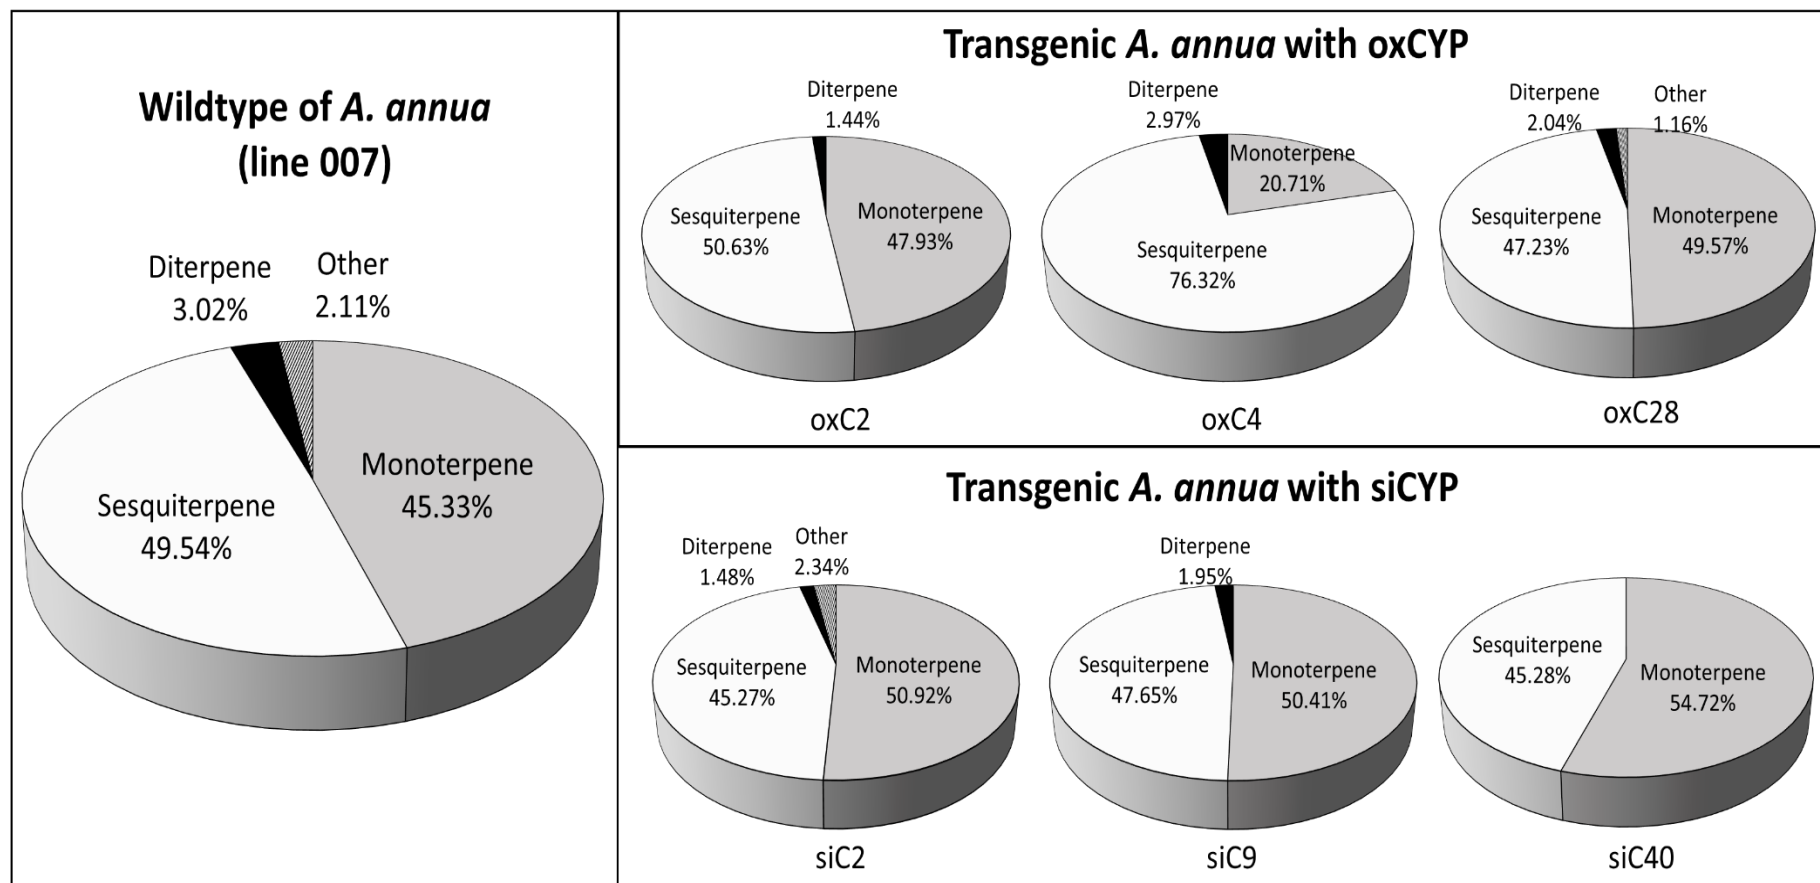 Wildtype of A. annua
(line 007)
Diterpene
3.02%
Other
2.11%
Monoterpene
45.33%
Sesquiterpene
49.54%
Transgenic A. annua with oxCYP
Diterpene
1.44%
Sesquiterpene
50.63%
Monoterpene
47.93%
oxC2
Diterpene
2.97%
Monoterpene
20.71%
Sesquiterpene
76.32%
oxC4
Diterpene
2.04%
Other
1.16%
Sesquiterpene
47.23%
Monoterpene
49.57%
oxC28
Transgenic A. annua with siCYP
Diterpene
1.48%
Other
2.34%
Sesquiterpene
45.27%
Monoterpene
50.92%
siC2
Diterpene
1.95%
Sesquiterpene
47.65%
Monoterpene
50.41%
siC9
Sesquiterpene
45.28%
Monoterpene
54.72%
siC40